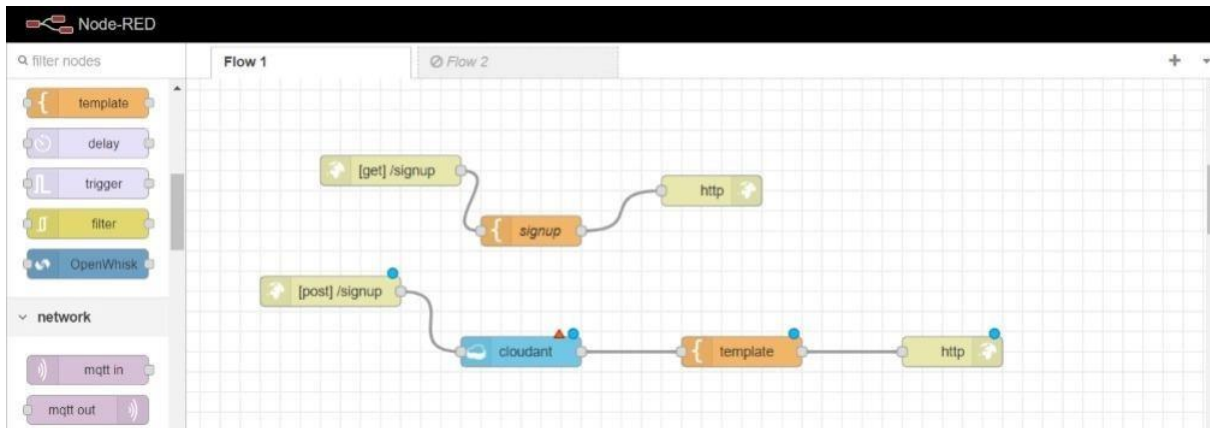 Node-RED
filter nodes
Flow 1
Flow 2
template
delay
trigger
filter
OpenWhisk
network
mqtt in
mqtt out
[get] /signup
http
signup
[post] /signup
cloudant
template
http